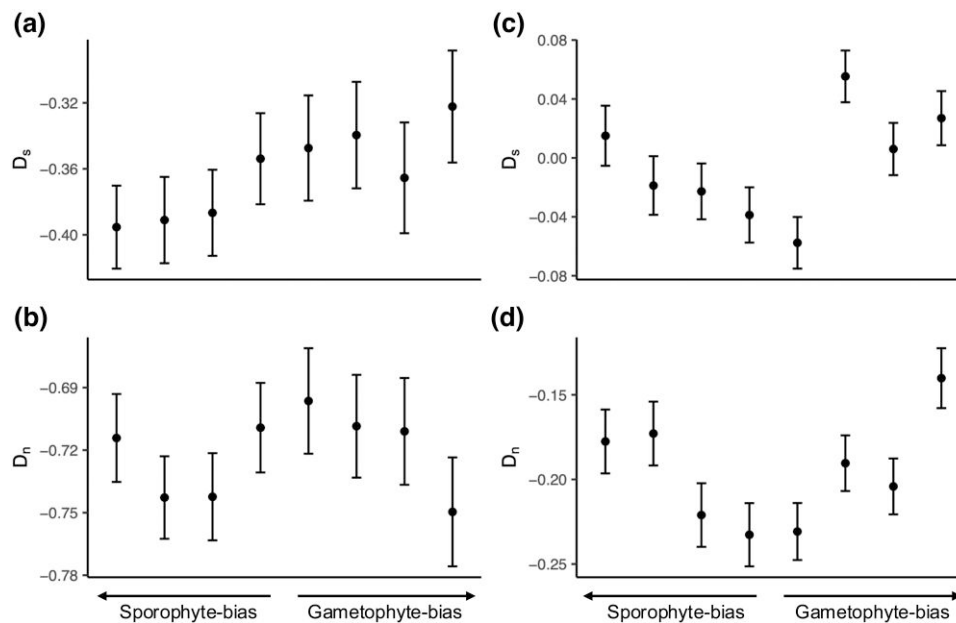 (a)
−0.32
−0.36
−0.40
Ds
(c)
0.08
0.04
0.00
−0.04
−0.08
Ds
(b)
−0.69
−0.72
−0.75
−0.78
Dn
Sporophyte-bias Gametophyte-bias
(d)
−0.15
−0.20
−0.25
Dn
Sporophyte-bias Gametophyte-bias